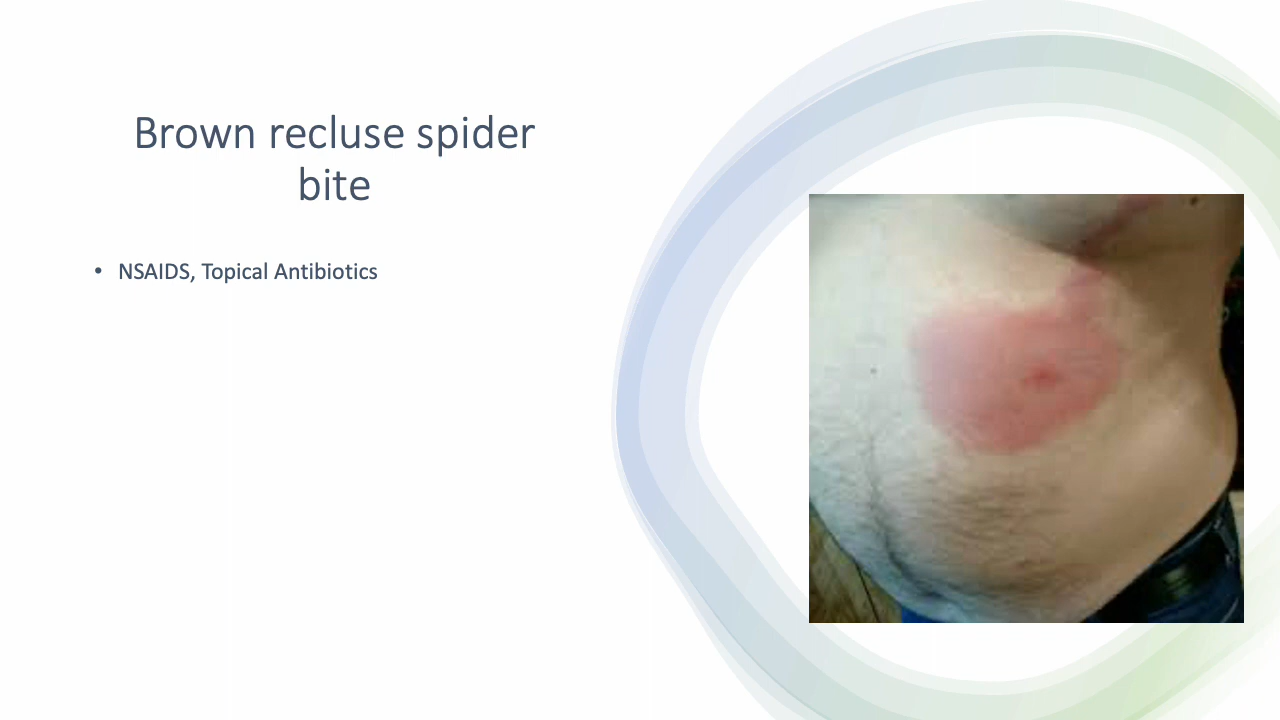 Brown recluse spider
bite
• NSAIDS, Topical Antibiotics